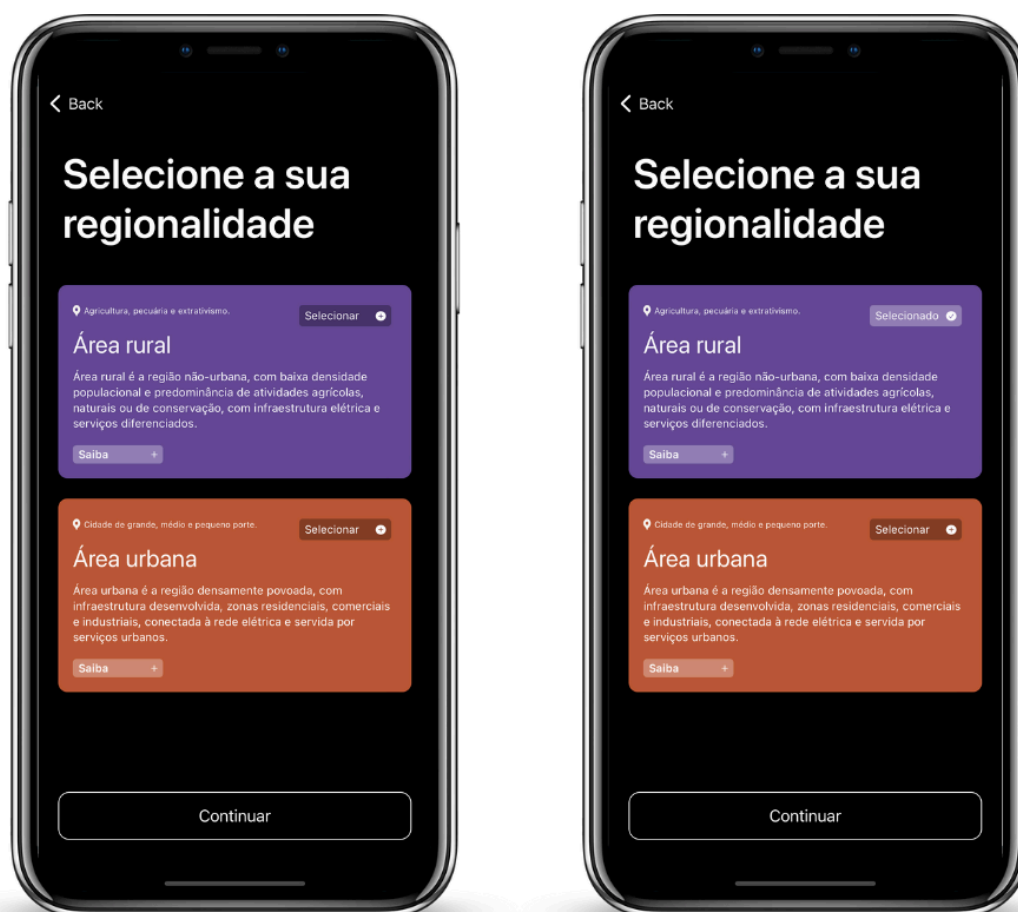 Back
Selecione a sua
regionalidade
Agricultura, pecuária e extrativismo.
Selecionar
Área rural
Área rural é a região não-urbana, com baixa densidade
populacional e predominância de atividades agrícolas,
naturais ou de conservação, com infraestrutura elétrica e
serviços diferenciados.
Saiba +
Cidade de grande, médio e pequeno porte.
Selecionar
Área urbana
Área urbana é a região densamente povoada, com
infraestrutura desenvolvida, zonas residenciais, comerciais
e industriais, conectada à rede elétrica e servida por
serviços urbanos.
Saiba +
Continuar
Back
Selecione a sua
regionalidade
Agricultura, pecuária e extrativismo.
Selecionado
Área rural
Área rural é a região não-urbana, com baixa densidade
populacional e predominância de atividades agrícolas,
naturais ou de conservação, com infraestrutura elétrica e
serviços diferenciados.
Saiba +
Cidade de grande, médio e pequeno porte.
Selecionar
Área urbana
Área urbana é a região densamente povoada, com
infraestrutura desenvolvida, zonas residenciais, comerciais
e industriais, conectada à rede elétrica e servida por
serviços urbanos.
Saiba +
Continuar